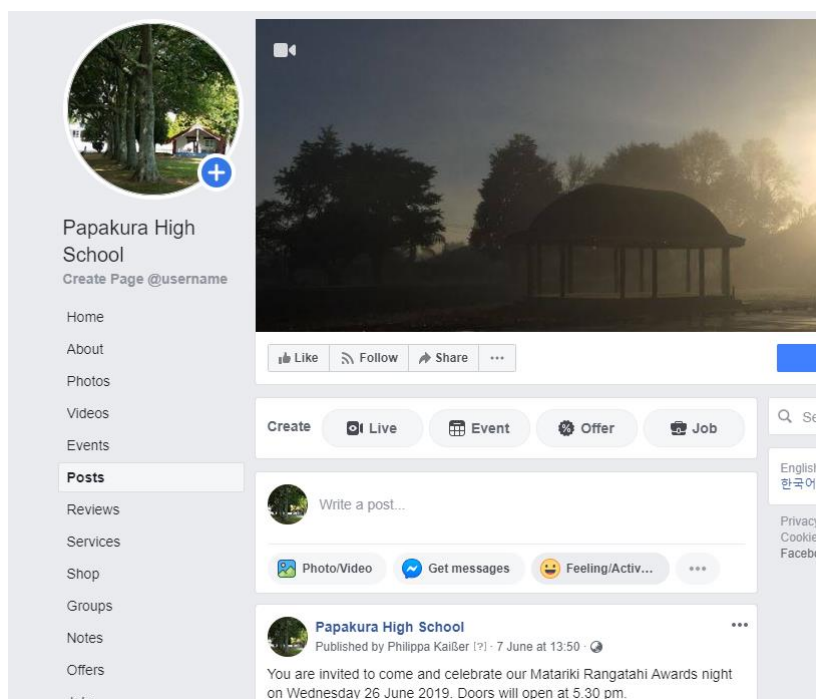 Papakura High
School
Create Page @username
Home
About
Photos
Videos
Events
Posts
Reviews
Services
Shop
Groups
Notes
Offers
Like
Follow
Share
Create
Live
Event
Offer
Job
Write a post...
Photo/Video
Get messages
Feeling/Activ...
Papakura High School
Published by Philippa Kaißer [?] · 7 June at 13:50 ·
You are invited to come and celebrate our Matariki Rangatahi Awards night
on Wednesday 26 June 2019. Doors will open at 5.30 pm.
한국어